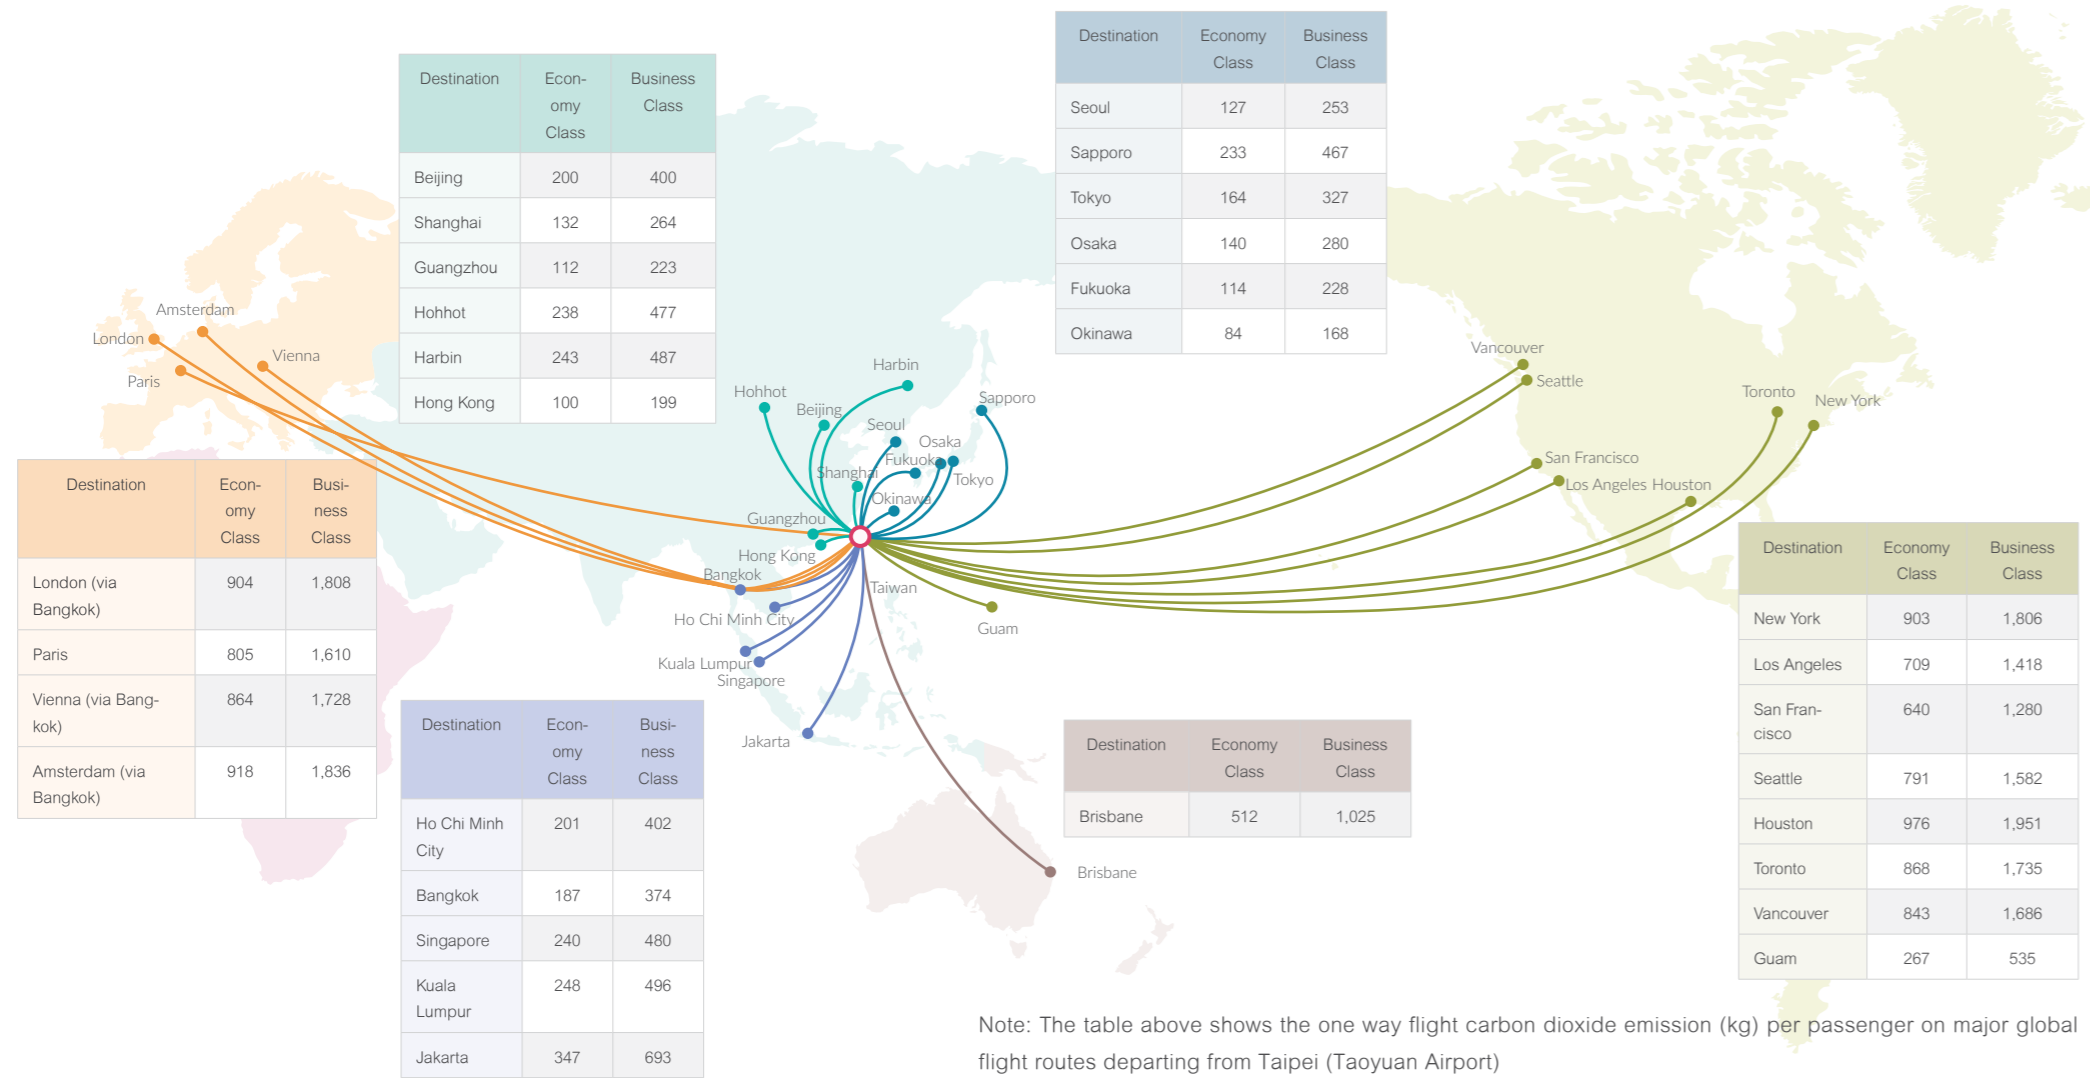 Destination Econ- Business
omy Class
Class
Beijing 200 400
Shanghai 132 264
Guangzhou 112 223
Hohhot 238 477
Harbin 243 487
Hong Kong 100 199
Destination Economy Business
Class Class
Seoul 127 253
Sapporo 233 467
Tokyo 164 327
Osaka 140 280
Fukuoka 114 228
Okinawa 84 168
Amsterdam
London
Vienna
Paris
Harbin
Hohhot
Beijing
Sapporo
Seoul
Osaka
Fukuoka
Shanghai
Tokyo
Okinawa
Guangzhou
Hong Kong
Bangkok
Taiwan
Ho Chi Minh City
Guam
Kuala Lumpur
Singapore
Jakarta
Brisbane
Vancouver
Seattle
Toronto
New York
San Francisco
Los Angeles
Houston
Destination Econ- Busi-
omy ness
Class Class
London (via 904 1,808
Bangkok)
Paris 805 1,610
Vienna (via Bang- 864 1,728
kok)
Amsterdam (via 918 1,836
Bangkok)
Destination Econ- Busi-
omy ness
Class Class
Ho Chi Minh 201 402
City
Bangkok 187 374
Singapore 240 480
Kuala 248 496
Lumpur
Jakarta 347 693
Destination Economy Business
Class Class
Brisbane 512 1,025
Destination Economy Business
Class Class
New York 903 1,806
Los Angeles 709 1,418
San Fran- 640 1,280
cisco
Seattle 791 1,582
Houston 976 1,951
Toronto 868 1,735
Vancouver 843 1,686
Guam 267 535
Note: The table above shows the one way flight carbon dioxide emission (kg) per passenger on major global
flight routes departing from Taipei (Taoyuan Airport)